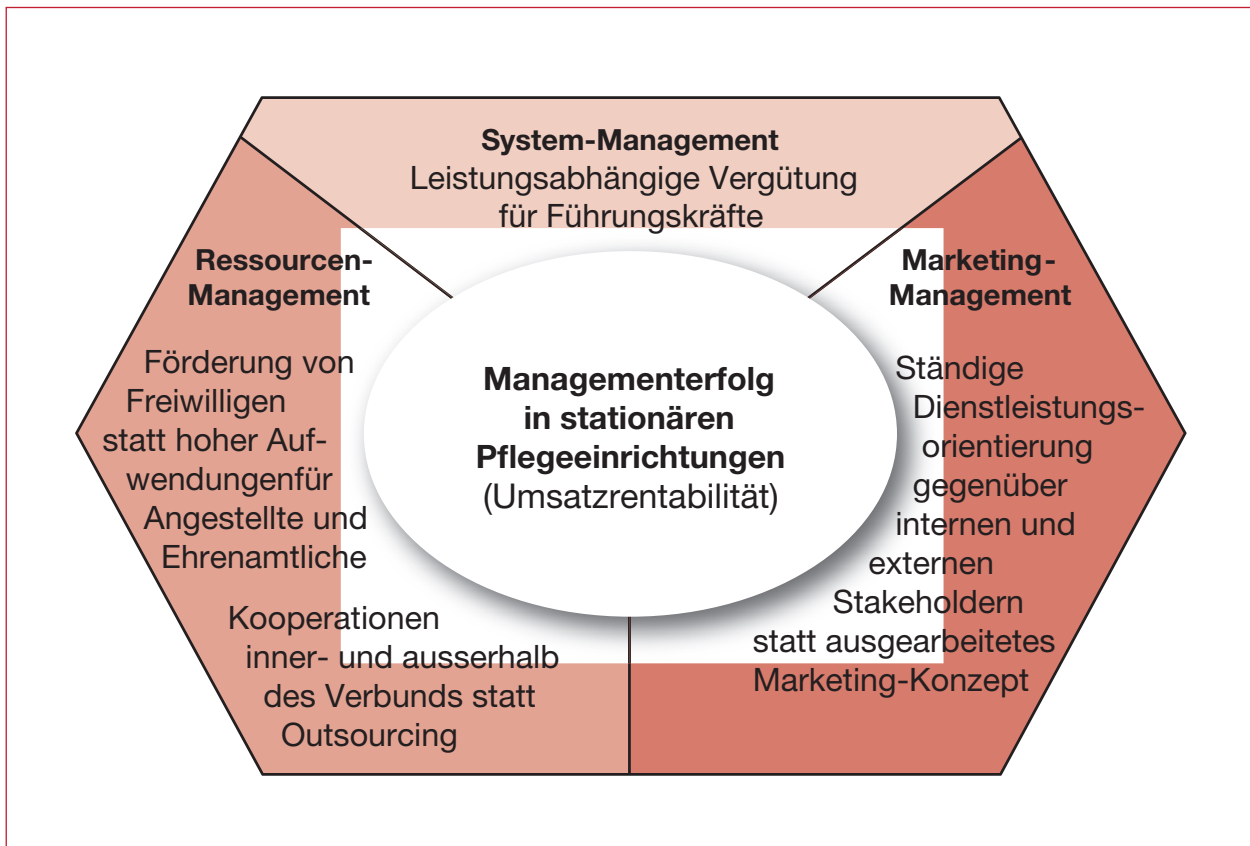 System-Management
Leistungsabhängige Vergütung
für Führungskräfte
Ressourcen-
Management
Förderung von
Freiwilligen
statt hoher Auf-
wendungenfür
Angestellte und
Ehrenamtliche
Kooperationen
inner- und ausserhalb
des Verbunds statt
Outsourcing
Managementerfolg
in stationären
Pflegeeinrichtungen
(Umsatzrentabilität)
Marketing-
Management
Ständige
Dienstleistungs-
orientierung
gegenüber
internen und
externen
Stakeholdern
statt ausgearbeitetes
Marketing-Konzept